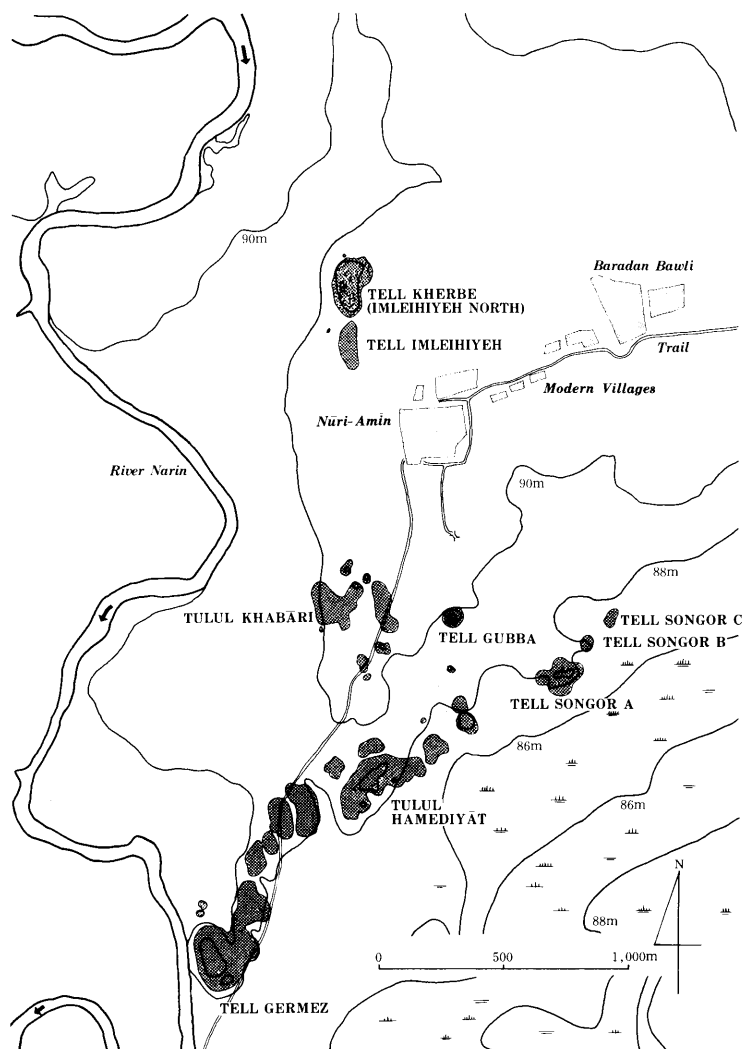 90m
Baradan Bawli
TELL KHERBE
(IMLEIHIYEH NORTH)
TELL IMLEIHIYEH
Trail
Modern Villages
Nūri-Amīn
River Narin
90m
88m
TULUL KHABĀRI
TELL GUBBA
TELL SONGOR C
TELL SONGOR B
TELL SONGOR A
86m
TULUL
HAMEDIYĀT
86m
N
88m
0 500 1,000m
TELL GERMEZ